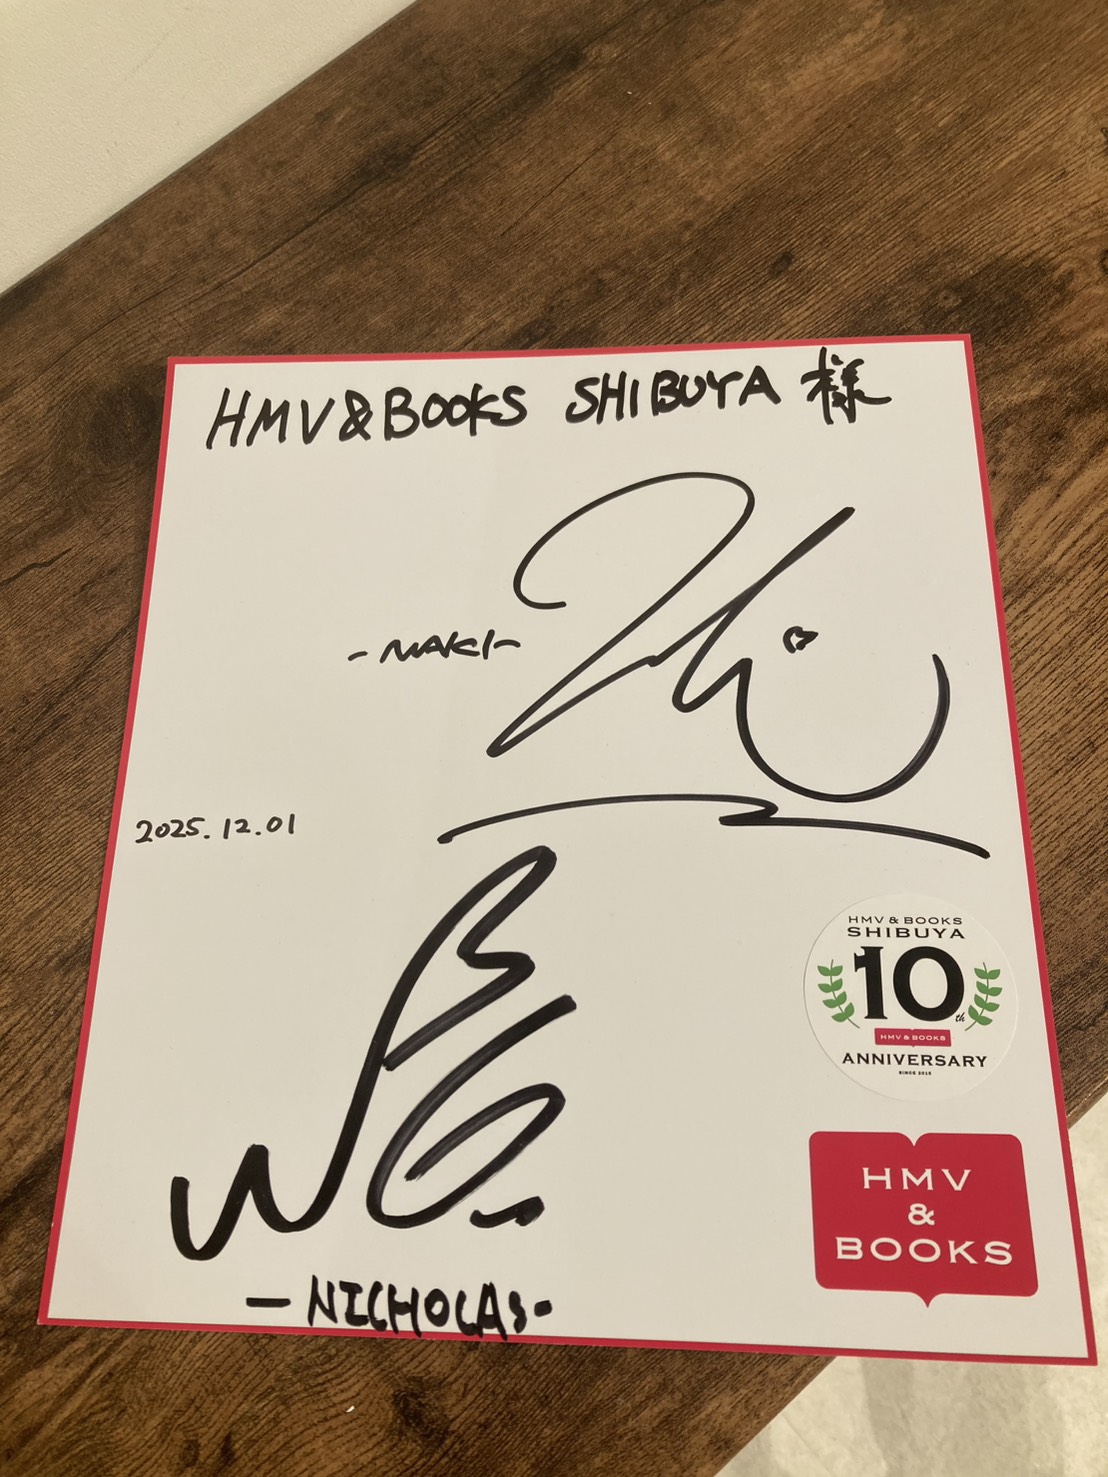 HMV&BOOKS SHIBUYA 様
-MAKI-
2025.12.01
-NICHOLAS-
HMV & BOOKS
SHIBUYA
10th
HMV & BOOKS
ANNIVERSARY
SINCE 2015
HMV
&
BOOKS